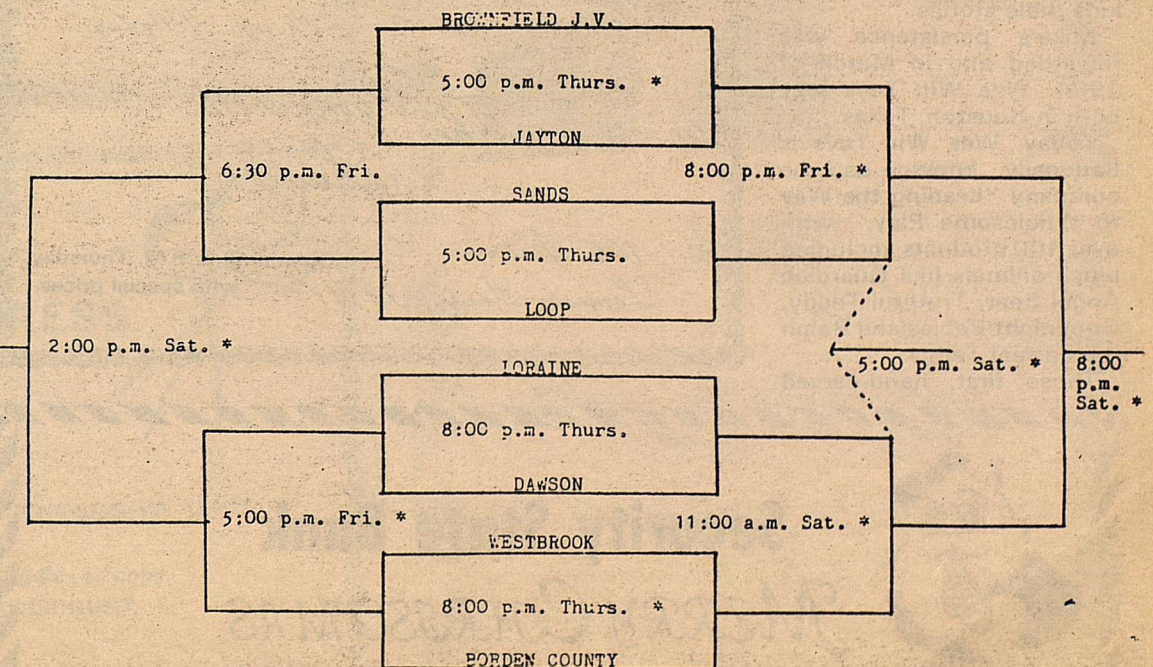 BROWNFIELD J.V.
5:00 p.m. Thurs. *
JAYTON
6:30 p.m. Fri.
8:00 p.m. Fri. *
SANDS
5:00 p.m. Thurs.
LOOP
2:00 p.m. Sat. *
5:00 p.m. Sat. *
8:00
p.m.
Sat. *
LORAINE
8:00 p.m. Thurs.
DAWSON
5:00 p.m. Fri. *
11:00 a.m. Sat. *
WESTBROOK
8:00 p.m. Thurs. *
BORDEN COUNTY